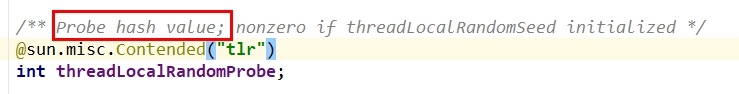 /** Probe hash value; nonzero if threadLocalRandomSeed initialized */
@sun.misc.Contended("tlr")
int threadLocalRandomProbe;